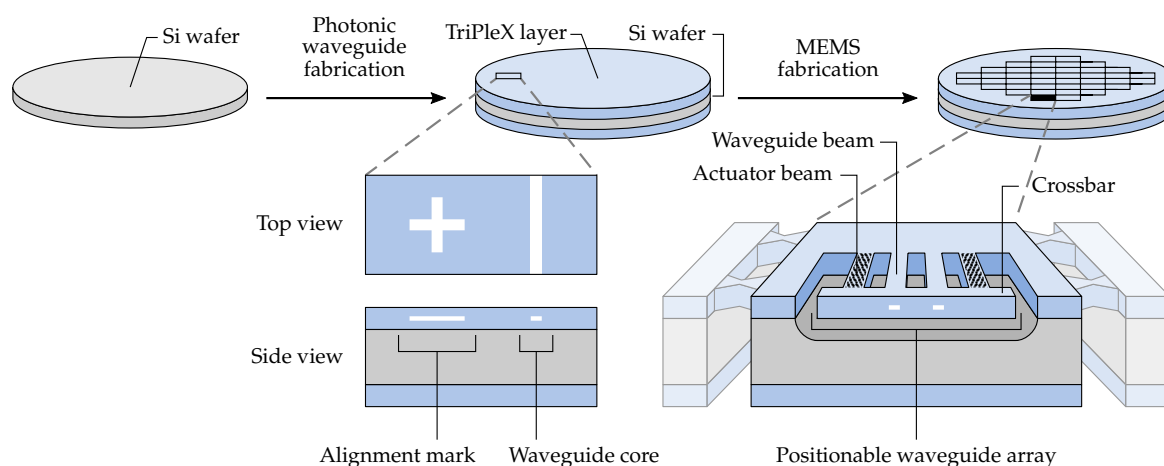 Si wafer
Photonic
waveguide
fabrication
TriPleX layer
Si wafer
MEMS
fabrication
Waveguide beam
Actuator beam
Crossbar
Top view
Side view
Alignment mark
Waveguide core
Positionable waveguide array